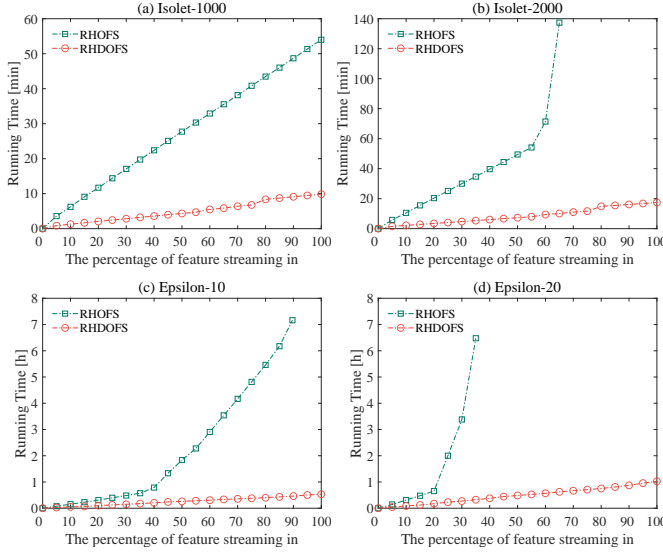 (a) Isolet-1000
RHOFS
RHDOFS
Running Time [min]
60
50
40
30
20
10
0
0 10 20 30 40 50 60 70 80 90 100
The percentage of feature streaming in
(b) Isolet-2000
RHOFS
RHDOFS
Running Time [min]
140
120
100
80
60
40
20
0
0 10 20 30 40 50 60 70 80 90 100
The percentage of feature streaming in
(c) Epsilon-10
RHOFS
RHDOFS
Running Time [h]
8
7
6
5
4
3
2
1
0
0 10 20 30 40 50 60 70 80 90 100
The percentage of feature streaming in
(d) Epsilon-20
RHOFS
RHDOFS
Running Time [h]
8
7
6
5
4
3
2
1
0
0 10 20 30 40 50 60 70 80 90 100
The percentage of feature streaming in